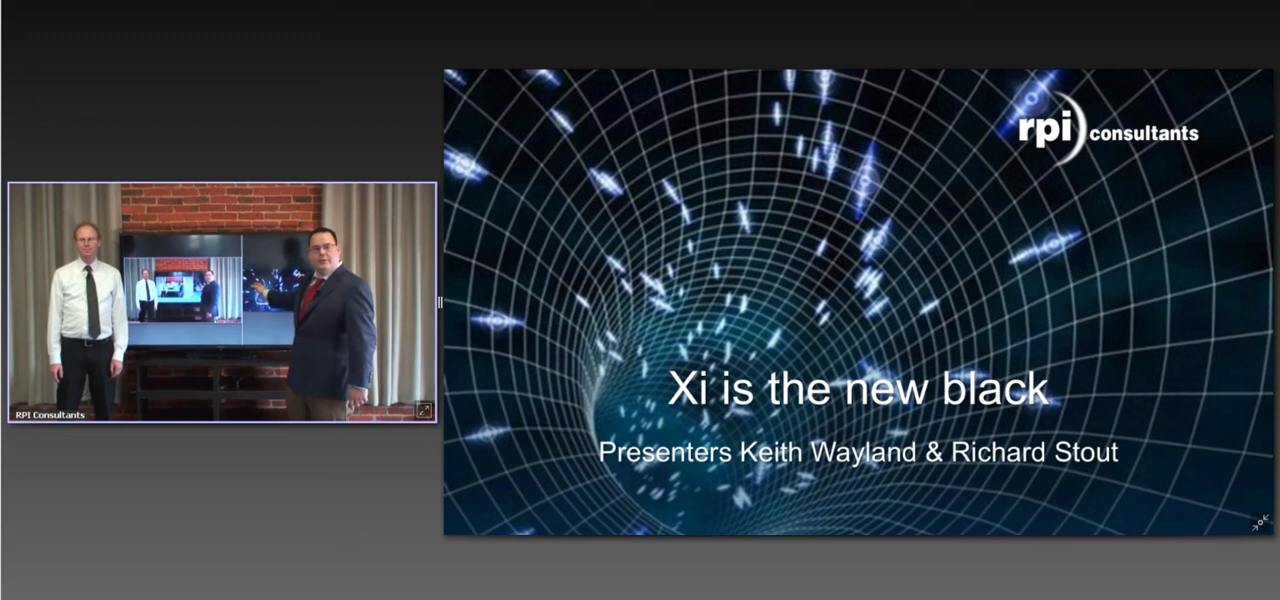 rpi consultants
Xi is the new black
Presenters Keith Wayland & Richard Stout
RPI Consultants